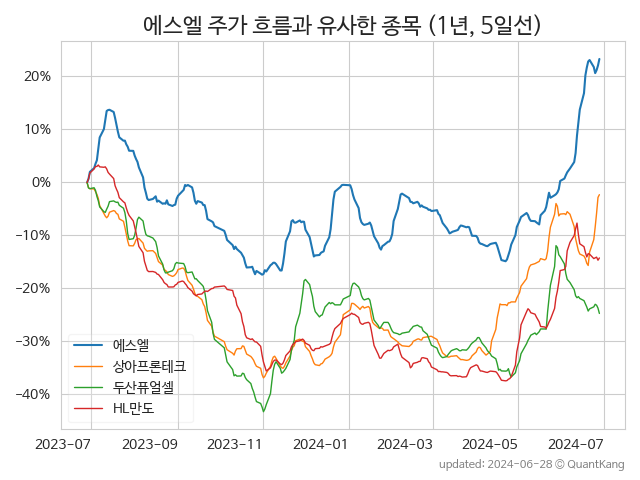 에스엘 주가 흐름과 유사한 종목 (1년, 5일선)
20%
10%
0%
−10%
−20%
−30%
−40%
에스엘
상아프론테크
두산퓨얼셀
HL만도
2023-07 2023-09 2023-11 2024-01 2024-03 2024-05 2024-07
updated: 2024-06-28 © QuantKang